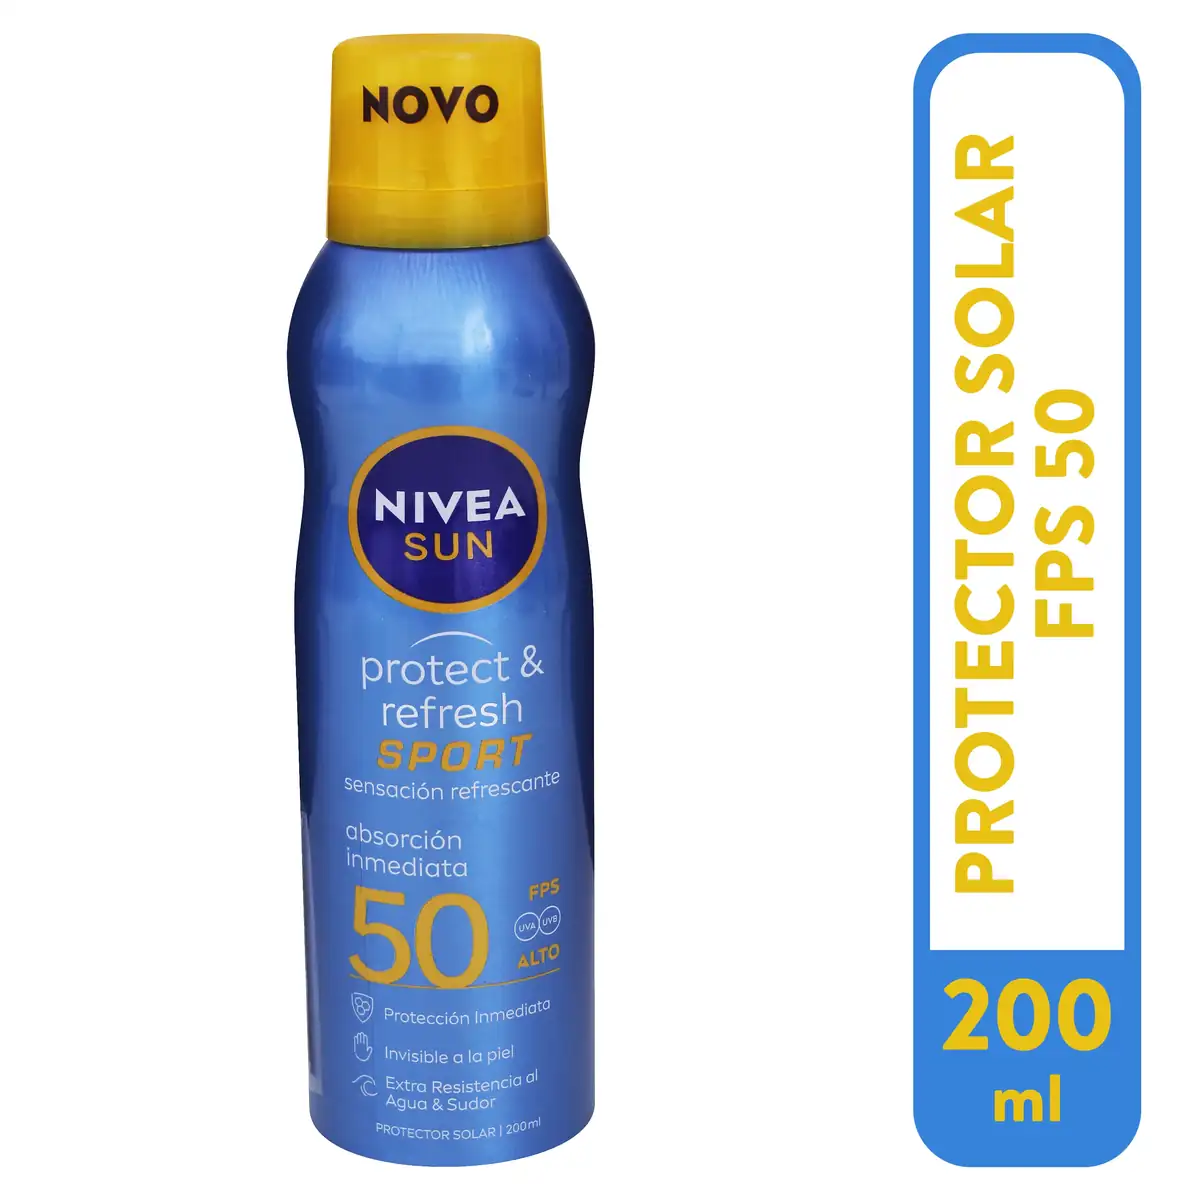 NOVO
NIVEA
SUN
protect &
refresh
SPORT
sensación refrescante
absorción
inmediata
50
FPS
UVA UVB
ALTO
Protección Inmediata
Invisible a la piel
Extra Resistencia al
Agua & Sudor
PROTECTOR SOLAR | 200ml
PROTECTOR SOLAR
FPS 50
200
ml